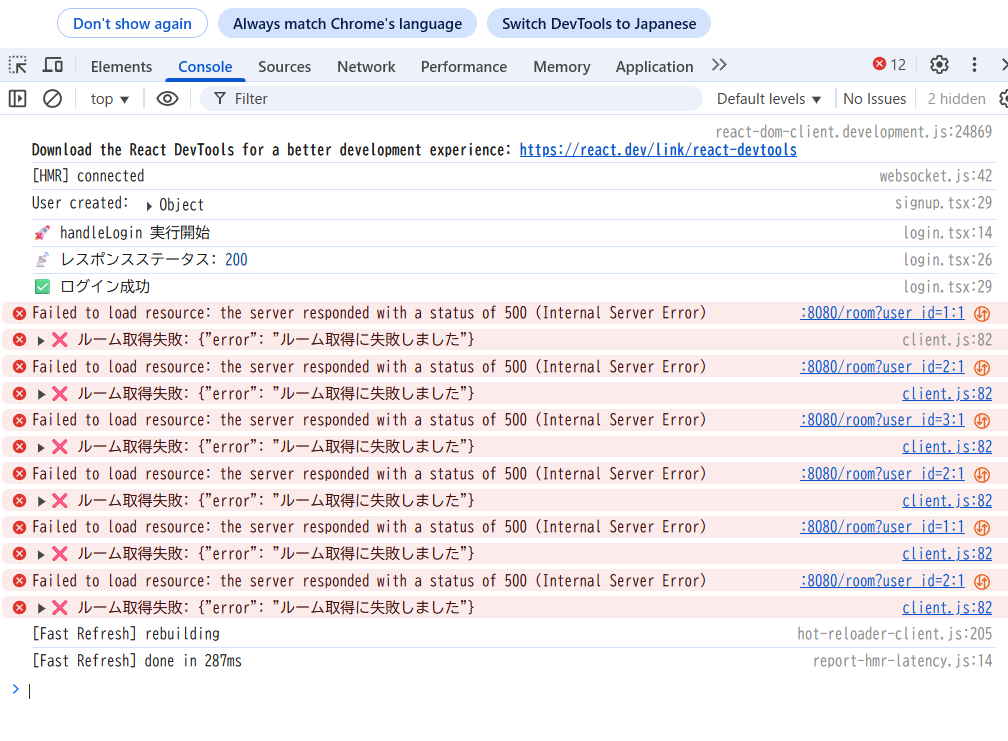 Don't show again Always match Chrome's language Switch DevTools to Japanese
Elements Console Sources Network Performance Memory Application 12
top Filter Default levels No Issues 2 hidden
react-dom-client.development.js:24869
Download the React DevTools for a better development experience: https://react.dev/link/react-devtools
[HMR] connected websocket.js:42
User created: Object signup.tsx:29
🚀 handleLogin 実行開始 login.tsx:14
📡 レスポンスステータス: 200 login.tsx:26
✅ ログイン成功 login.tsx:29
Failed to load resource: the server responded with a status of 500 (Internal Server Error) :8080/room?user_id=1:1
❌ ルーム取得失敗: {"error": "ルーム取得に失敗しました"} client.js:82
Failed to load resource: the server responded with a status of 500 (Internal Server Error) :8080/room?user_id=2:1
❌ ルーム取得失敗: {"error": "ルーム取得に失敗しました"} client.js:82
Failed to load resource: the server responded with a status of 500 (Internal Server Error) :8080/room?user_id=3:1
❌ ルーム取得失敗: {"error": "ルーム取得に失敗しました"} client.js:82
Failed to load resource: the server responded with a status of 500 (Internal Server Error) :8080/room?user_id=2:1
❌ ルーム取得失敗: {"error": "ルーム取得に失敗しました"} client.js:82
Failed to load resource: the server responded with a status of 500 (Internal Server Error) :8080/room?user_id=1:1
❌ ルーム取得失敗: {"error": "ルーム取得に失敗しました"} client.js:82
Failed to load resource: the server responded with a status of 500 (Internal Server Error) :8080/room?user_id=2:1
❌ ルーム取得失敗: {"error": "ルーム取得に失敗しました"} client.js:82
[Fast Refresh] rebuilding hot-reloader-client.js:205
[Fast Refresh] done in 287ms report-hmr-latency.js:14